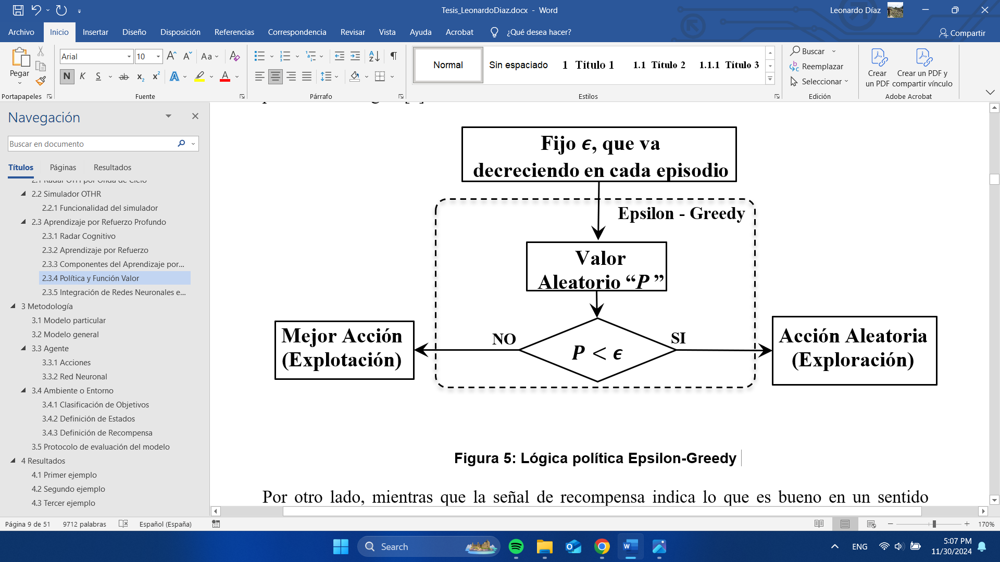 Tesis_LeonardoDiaz.docx - Word
Leonardo Díaz
Archivo
Inicio
Insertar
Diseño
Disposición
Referencias
Correspondencia
Revisar
Vista
Ayuda
Acrobat
¿Qué desea hacer?
Compartir
Pegar
Portapapeles
Arial
10
Fuente
Párrafo
Normal
Sin espaciado
1 Título 1
1.1 Título 2
1.1.1 Título 3
Estilos
Buscar
Reemplazar
Seleccionar
Edición
Crear un PDF
Crear un PDF y compartir vínculo
Adobe Acrobat
Navegación
Buscar en documento
Títulos
Páginas
Resultados
2.2 Simulador OTHR
2.2.1 Funcionalidad del simulador
2.3 Aprendizaje por Refuerzo Profundo
2.3.1 Radar Cognitivo
2.3.2 Aprendizaje por Refuerzo
2.3.3 Componentes del Aprendizaje por...
2.3.4 Política y Función Valor
2.3.5 Integración de Redes Neuronales e...
3 Metodología
3.1 Modelo particular
3.2 Modelo general
3.3 Agente
3.3.1 Acciones
3.3.2 Red Neuronal
3.4 Ambiente o Entorno
3.4.1 Clasificación de Objetivos
3.4.2 Definición de Estados
3.4.3 Definición de Recompensa
3.5 Protocolo de evaluación del modelo
4 Resultados
4.1 Primer ejemplo
4.2 Segundo ejemplo
4.3 Tercer ejemplo
Fijo ϵ, que va
decreciendo en cada episodio
Epsilon - Greedy
Valor
Aleatorio “P ”
Mejor Acción
(Explotación)
NO
P < ϵ
SI
Acción Aleatoria
(Exploración)
Figura 5: Lógica política Epsilon-Greedy
Por otro lado, mientras que la señal de recompensa indica lo que es bueno en un sentido
Página 9 de 51
9712 palabras
Español (España)
170%
Search
ENG
5:07 PM
11/30/2024